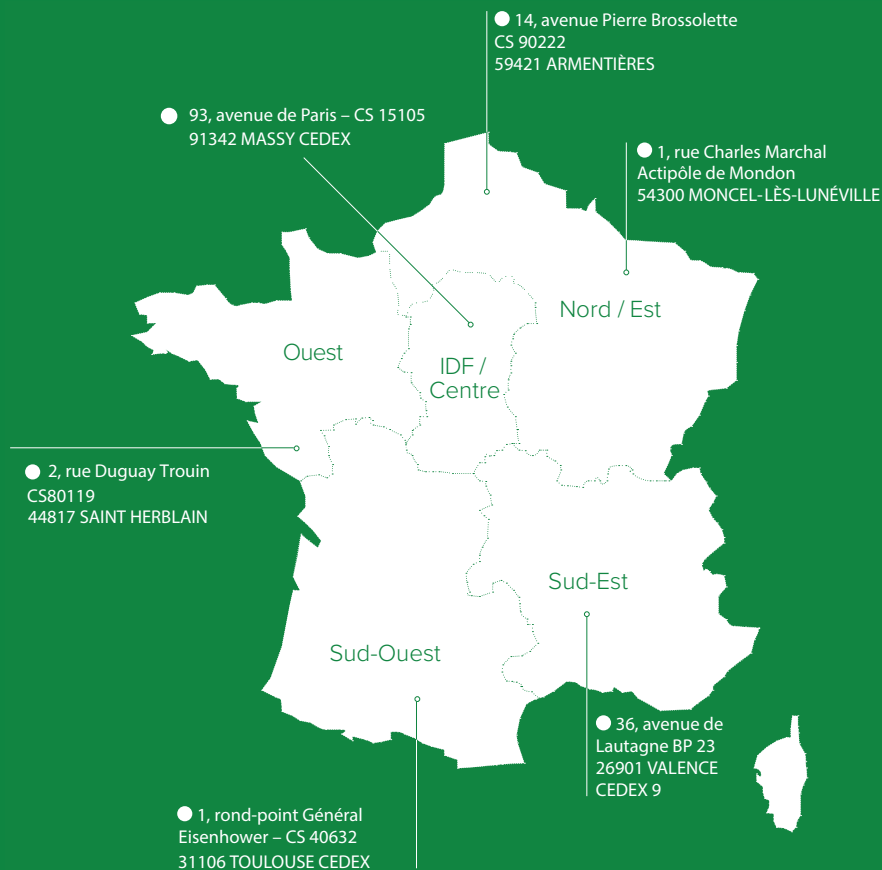 14, avenue Pierre Brossolette
CS 90222
59421 ARMENTIÈRES
93, avenue de Paris – CS 15105
91342 MASSY CEDEX
1, rue Charles Marchal
Actipôle de Mondon
54300 MONCEL-LÈS-LUNÉVILLE
Nord / Est
Ouest
IDF /
Centre
2, rue Duguay Trouin
CS80119
44817 SAINT HERBLAIN
Sud-Est
Sud-Ouest
36, avenue de
Lautagne BP 23
26901 VALENCE
CEDEX 9
1, rond-point Général
Eisenhower – CS 40632
31106 TOULOUSE CEDEX